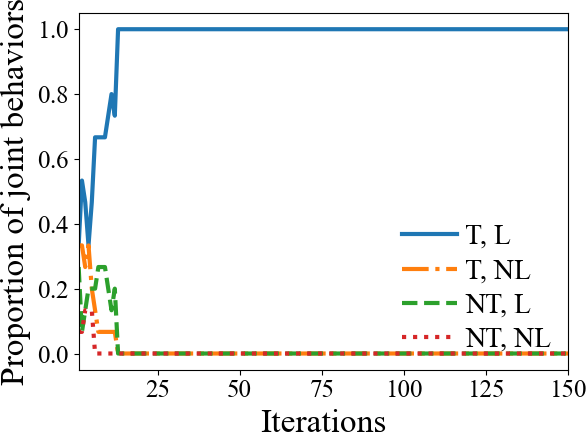 Proportion of joint behaviors
1.0
0.8
0.6
0.4
0.2
0.0
T, L
T, NL
NT, L
NT, NL
25 50 75 100 125 150
Iterations